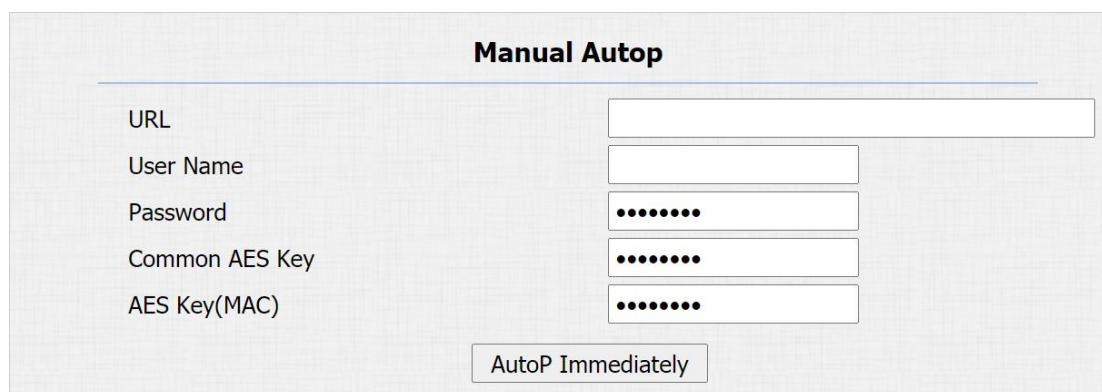 Manual Autop
URL
User Name
Password ••••••••
Common AES Key ••••••••
AES Key(MAC) ••••••••
AutoP Immediately